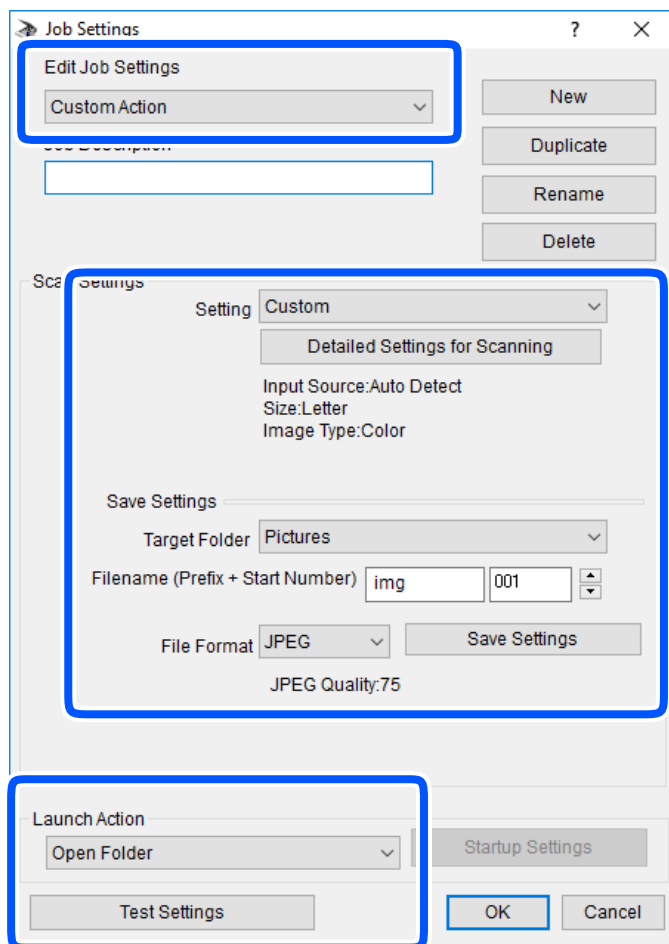 Job Settings
?
Edit Job Settings
Custom Action
New
Duplicate
Rename
Delete
Setting
Custom
Detailed Settings for Scanning
Input Source:Auto Detect
Size:Letter
Image Type:Color
Save Settings
Target Folder
Pictures
Filename (Prefix + Start Number)
img
001
File Format
JPEG
Save Settings
JPEG Quality:75
Launch Action
Open Folder
Startup Settings
Test Settings
OK
Cancel